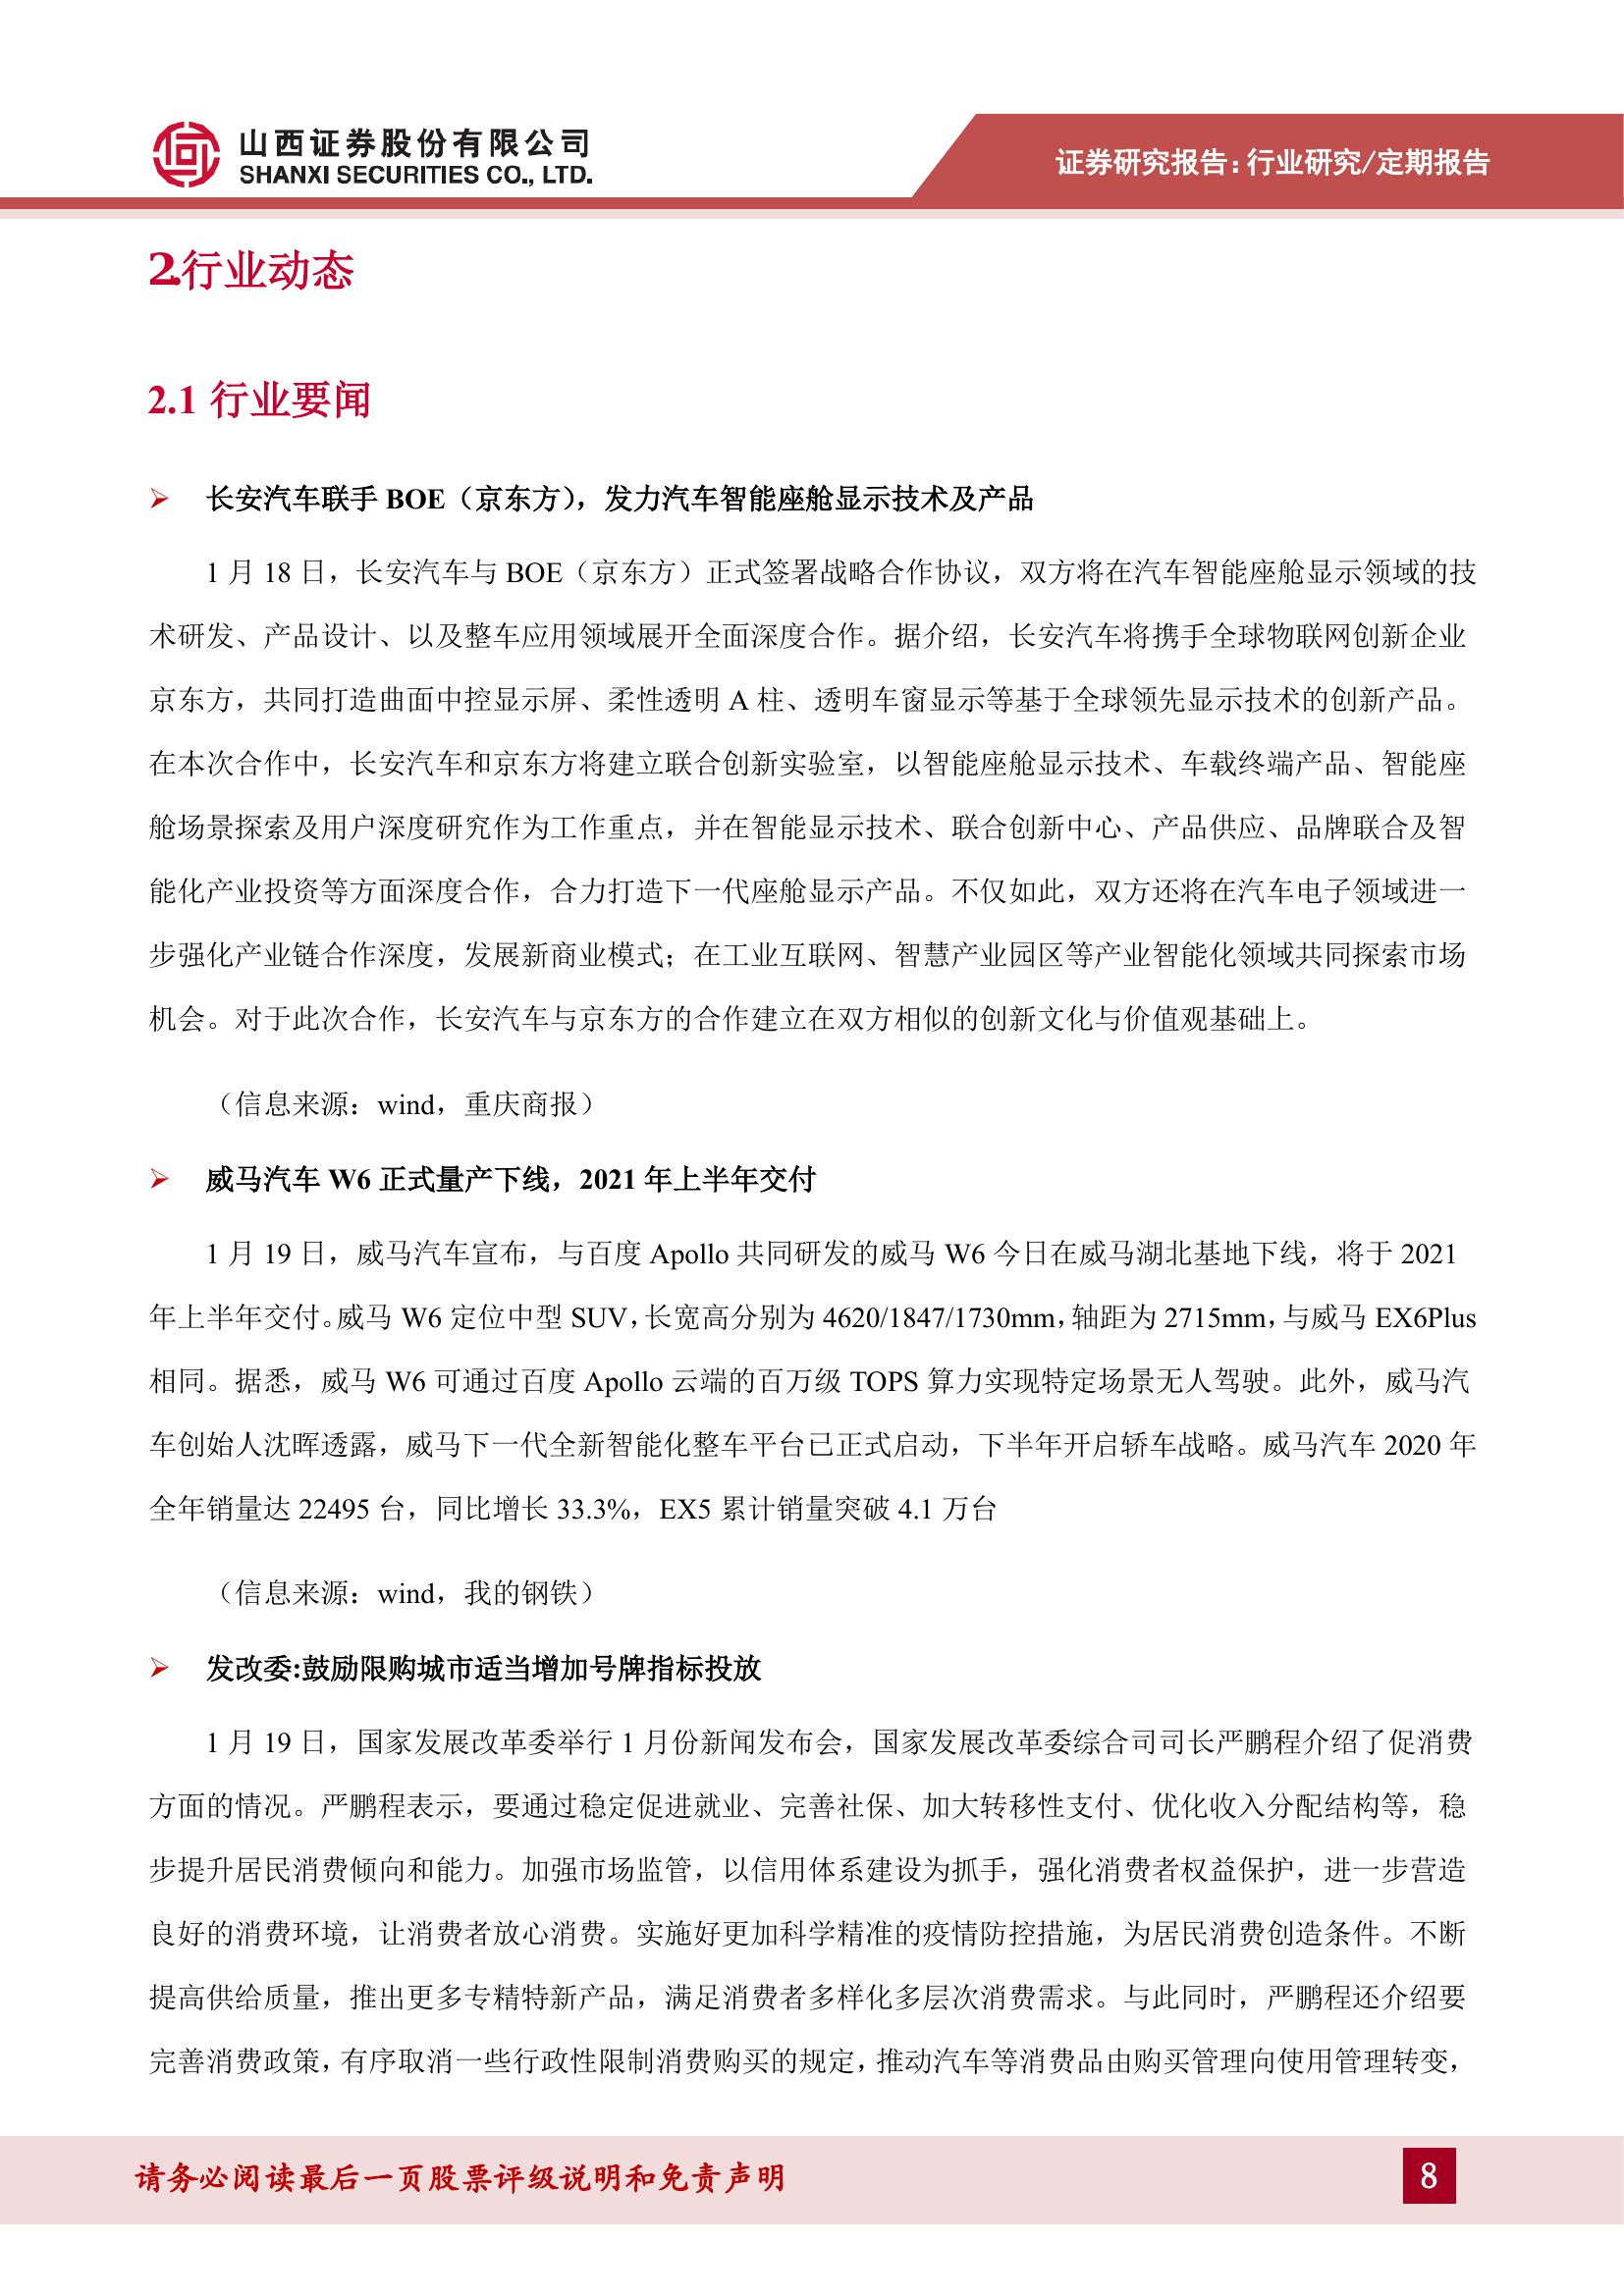 山西证券股份有限公司
SHANXI SECURITIES CO., LTD.
证券研究报告：行业研究/定期报告
2.行业动态
2.1 行业要闻
➢ 长安汽车联手 BOE（京东方），发力汽车智能座舱显示技术及产品
1 月 18 日，长安汽车与 BOE（京东方）正式签署战略合作协议，双方将在汽车智能座舱显示领域的技
术研发、产品设计、以及整车应用领域展开全面深度合作。据介绍，长安汽车将携手全球物联网创新企业
京东方，共同打造曲面中控显示屏、柔性透明 A 柱、透明车窗显示等基于全球领先显示技术的创新产品。
在本次合作中，长安汽车和京东方将建立联合创新实验室，以智能座舱显示技术、车载终端产品、智能座
舱场景探索及用户深度研究作为工作重点，并在智能显示技术、联合创新中心、产品供应、品牌联合及智
能化产业投资等方面深度合作，合力打造下一代座舱显示产品。不仅如此，双方还将在汽车电子领域进一
步强化产业链合作深度，发展新商业模式；在工业互联网、智慧产业园区等产业智能化领域共同探索市场
机会。对于此次合作，长安汽车与京东方的合作建立在双方相似的创新文化与价值观基础上。
（信息来源：wind，重庆商报）
➢ 威马汽车 W6 正式量产下线，2021 年上半年交付
1 月 19 日，威马汽车宣布，与百度 Apollo 共同研发的威马 W6 今日在威马湖北基地下线，将于 2021
年上半年交付。威马 W6 定位中型 SUV，长宽高分别为 4620/1847/1730mm，轴距为 2715mm，与威马 EX6Plus
相同。据悉，威马 W6 可通过百度 Apollo 云端的百万级 TOPS 算力实现特定场景无人驾驶。此外，威马汽
车创始人沈晖透露，威马下一代全新智能化整车平台已正式启动，下半年开启轿车战略。威马汽车 2020 年
全年销量达 22495 台，同比增长 33.3%，EX5 累计销量突破 4.1 万台
（信息来源：wind，我的钢铁）
➢ 发改委:鼓励限购城市适当增加号牌指标投放
1 月 19 日，国家发展改革委举行 1 月份新闻发布会，国家发展改革委综合司司长严鹏程介绍了促消费
方面的情况。严鹏程表示，要通过稳定促进就业、完善社保、加大转移性支付、优化收入分配结构等，稳
步提升居民消费倾向和能力。加强市场监管，以信用体系建设为抓手，强化消费者权益保护，进一步营造
良好的消费环境，让消费者放心消费。实施好更加科学精准的疫情防控措施，为居民消费创造条件。不断
提高供给质量，推出更多专精特新产品，满足消费者多样化多层次消费需求。与此同时，严鹏程还介绍要
完善消费政策，有序取消一些行政性限制消费购买的规定，推动汽车等消费品由购买管理向使用管理转变，
请务必阅读最后一页股票评级说明和免责声明
8